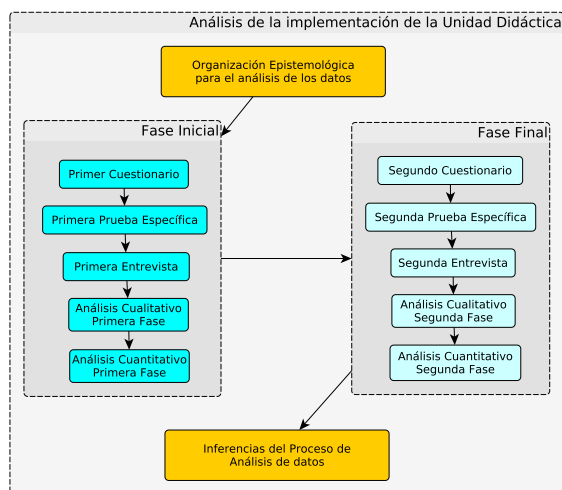 Análisis de la implementación de la Unidad Didáctica
Organización Epistemológica
para el análisis de los datos
Fase Inicial
Primer Cuestionario
Primera Prueba Específica
Primera Entrevista
Análisis Cualitativo
Primera Fase
Análisis Cuantitativo
Primera Fase
Fase Final
Segundo Cuestionario
Segunda Prueba Específica
Segunda Entrevista
Análisis Cualitativo
Segunda Fase
Análisis Cuantitativo
Segunda Fase
Inferencias del Proceso de
Análisis de datos